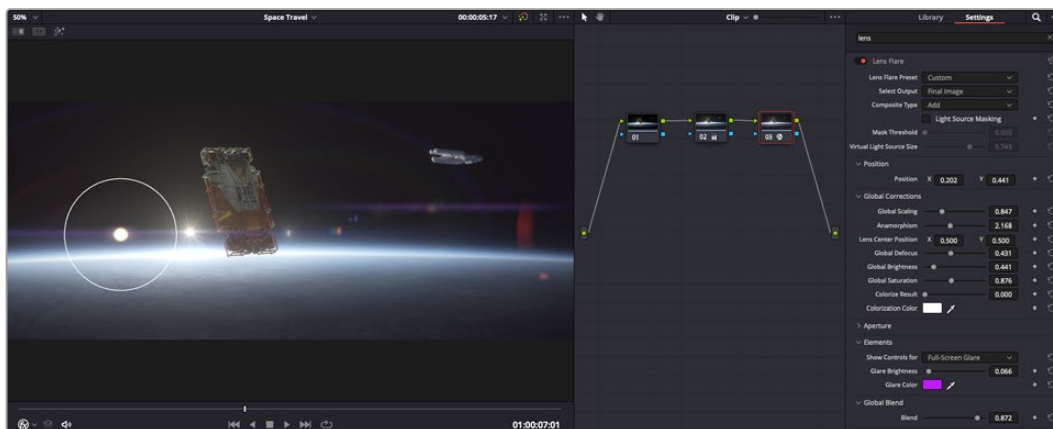 50% Space Travel 00:00:05:17
01:00:07:01
Clip
01
02
03
Library Settings
lens
Lens Flare
Lens Flare Preset Custom
Select Output Final Image
Composite Type Add
Light Source Masking
Mask Threshold 0.000
Virtual Light Source Size 0.743
Position
Position X 0.202 Y 0.441
Global Corrections
Global Scaling 0.847
Anamorphism 2.168
Lens Center Position X 0.500 Y 0.500
Global Defocus 0.431
Global Brightness 0.441
Global Saturation 0.876
Colorize Result 0.000
Colorization Color
Aperture
Elements
Show Controls for Full-Screen Glare
Glare Brightness 0.066
Glare Color
Global Blend
Blend 0.872